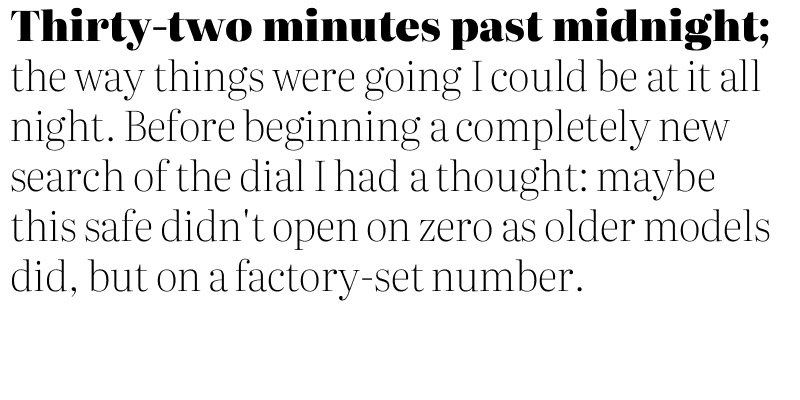 Thirty-two minutes past midnight;
the way things were going I could be at it all
night. Before beginning a completely new
search of the dial I had a thought: maybe
this safe didn't open on zero as older models
did, but on a factory-set number.